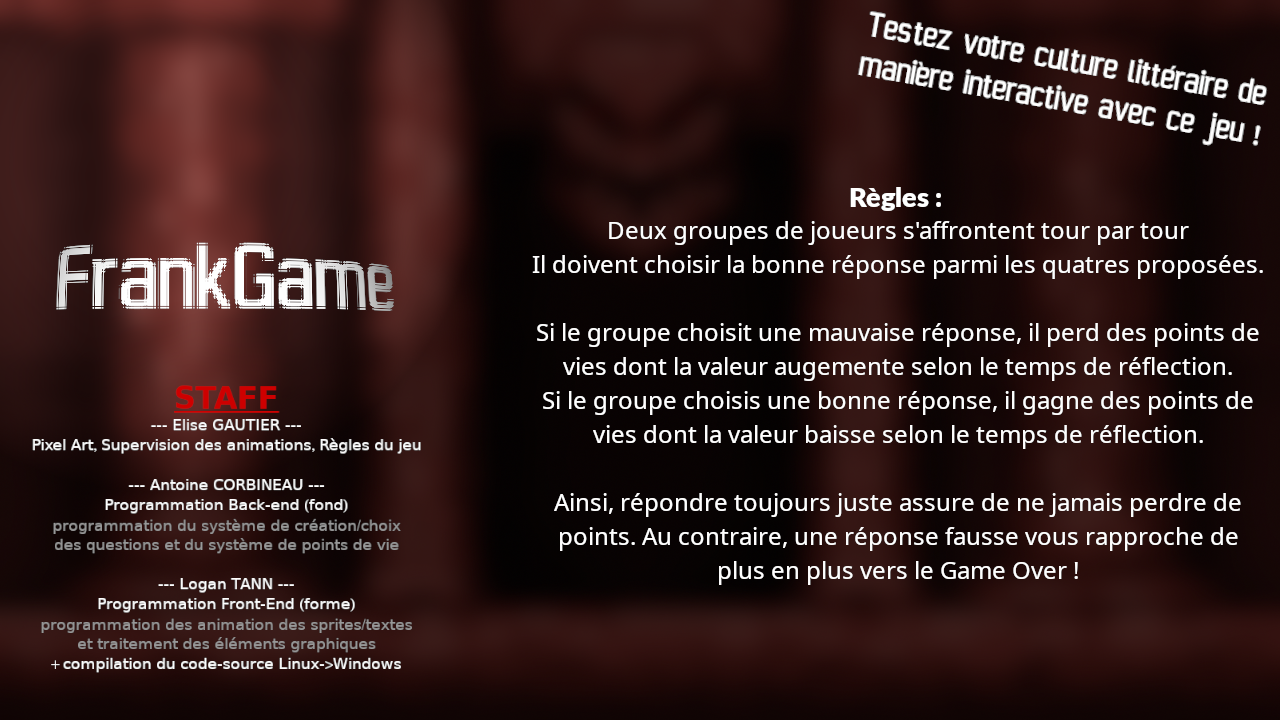 Testez votre culture littéraire de
manière interactive avec ce jeu !
FrankGame
STAFF
--- Elise GAUTIER ---
Pixel Art, Supervision des animations, Règles du jeu
--- Antoine CORBINEAU ---
Programmation Back-end (fond)
programmation du système de création/choix
des questions et du système de points de vie
--- Logan TANN ---
Programmation Front-End (forme)
programmation des animation des sprites/textes
et traitement des éléments graphiques
+ compilation du code-source Linux->Windows
Règles :
Deux groupes de joueurs s'affrontent tour par tour
Il doivent choisir la bonne réponse parmi les quatres proposées.
Si le groupe choisit une mauvaise réponse, il perd des points de
vies dont la valeur augemente selon le temps de réflection.
Si le groupe choisis une bonne réponse, il gagne des points de
vies dont la valeur baisse selon le temps de réflection.
Ainsi, répondre toujours juste assure de ne jamais perdre de
points. Au contraire, une réponse fausse vous rapproche de
plus en plus vers le Game Over !